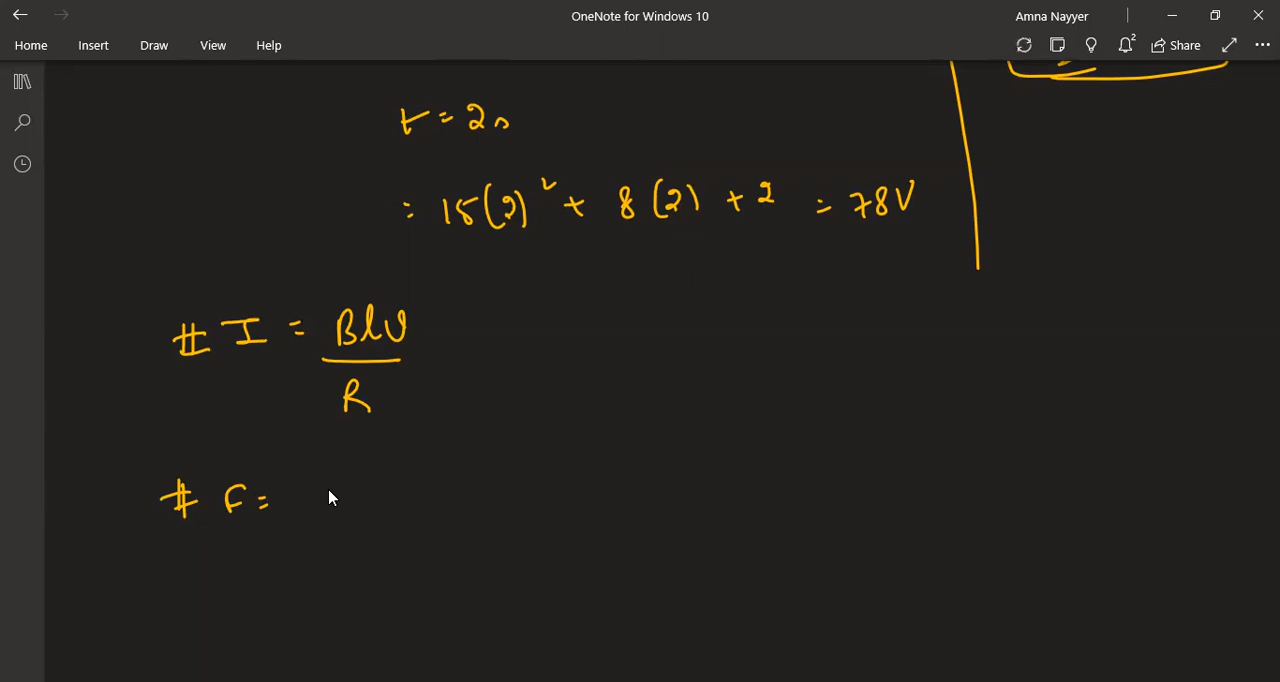 OneNote for Windows 10
Amna Nayyer
Home Insert Draw View Help
2 Share
t = 2s
= 15(2)² + 8(2) + 2 = 78V
# I = Blv
R
# F =